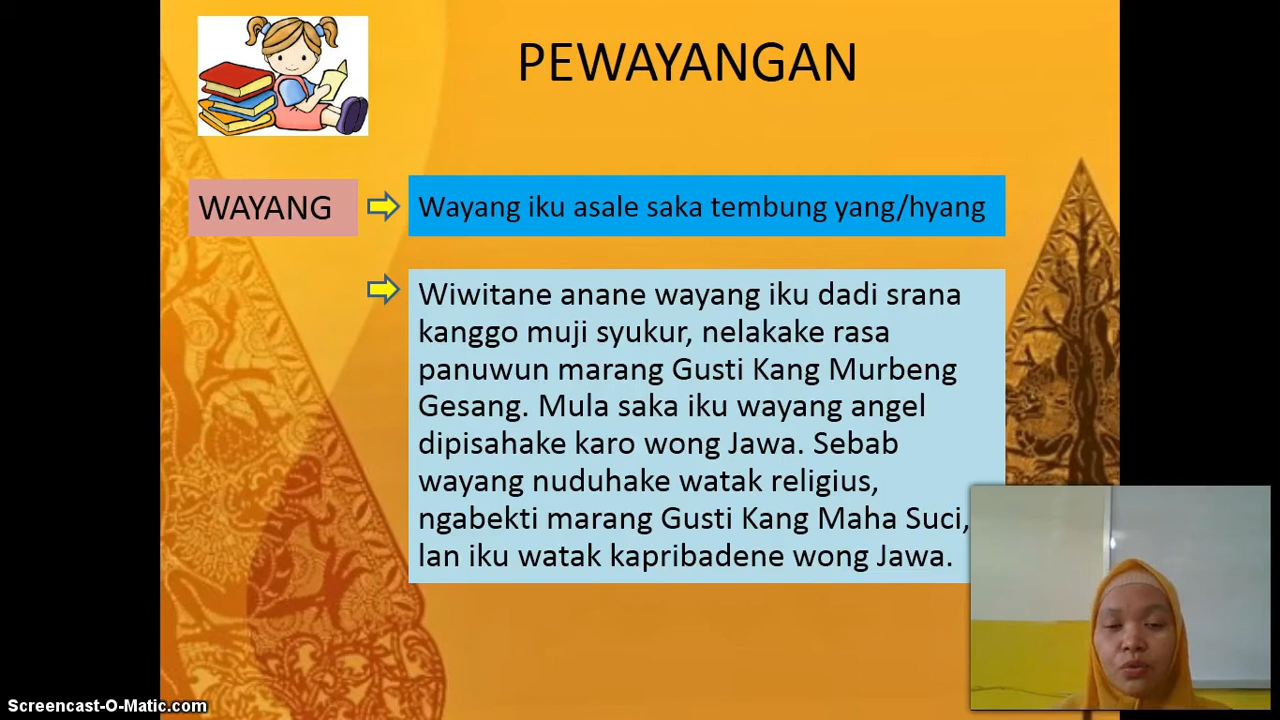 PEWAYANGAN
WAYANG
Wayang iku asale saka tembung yang/hyang
Wiwitane anane wayang iku dadi srana
kanggo muji syukur, nelakake rasa
panuwun marang Gusti Kang Murbeng
Gesang. Mula saka iku wayang angel
dipisahake karo wong Jawa. Sebab
wayang nuduhake watak religius,
ngabekti marang Gusti Kang Maha Suci,
lan iku watak kapribadene wong Jawa.
Screencast-O-Matic.com